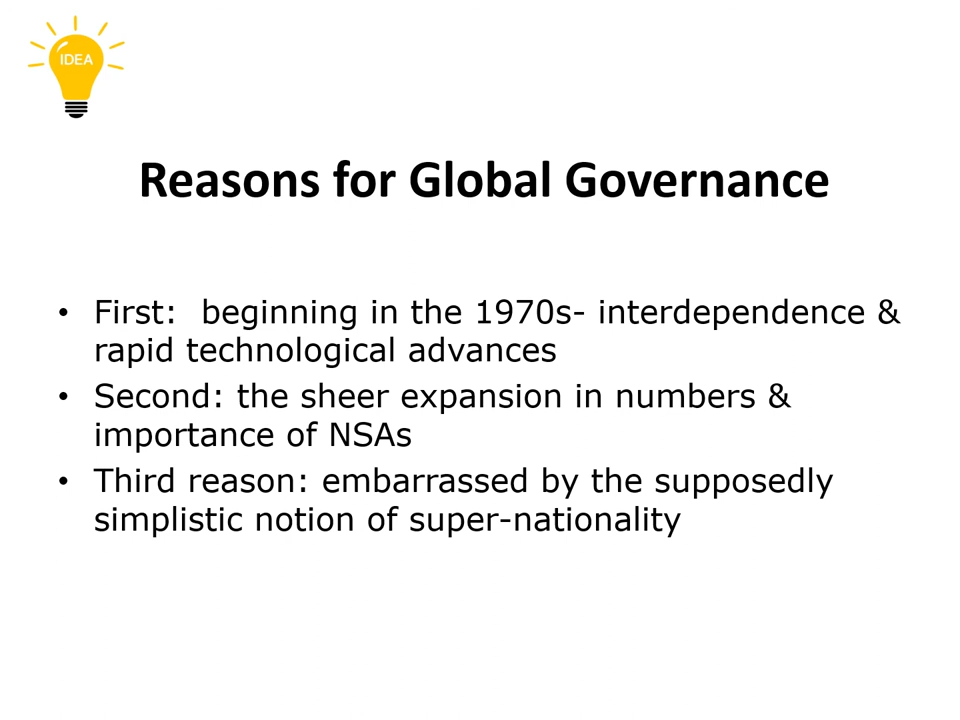 IDEA
Reasons for Global Governance
• First:  beginning in the 1970s- interdependence &
rapid technological advances
• Second: the sheer expansion in numbers &
importance of NSAs
• Third reason: embarrassed by the supposedly
simplistic notion of super-nationality